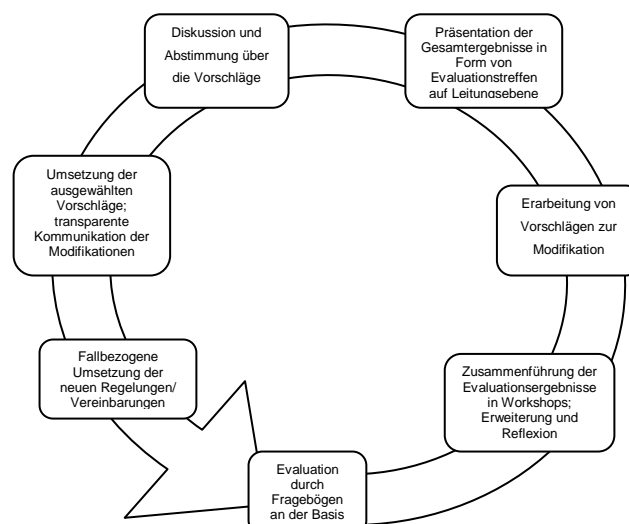 Diskussion und
Abstimmung über
die Vorschläge
Präsentation der
Gesamtergebnisse in
Form von
Evaluationstreffen
auf Leitungsebene
Umsetzung der
ausgewählten
Vorschläge;
transparente
Kommunikation der
Modifikationen
Erarbeitung von
Vorschlägen zur
Modifikation
Fallbezogene
Umsetzung der
neuen Regelungen/
Vereinbarungen
Zusammenführung der
Evaluationsergebnisse
in Workshops;
Erweiterung und
Reflexion
Evaluation
durch
Fragebögen
an der Basis